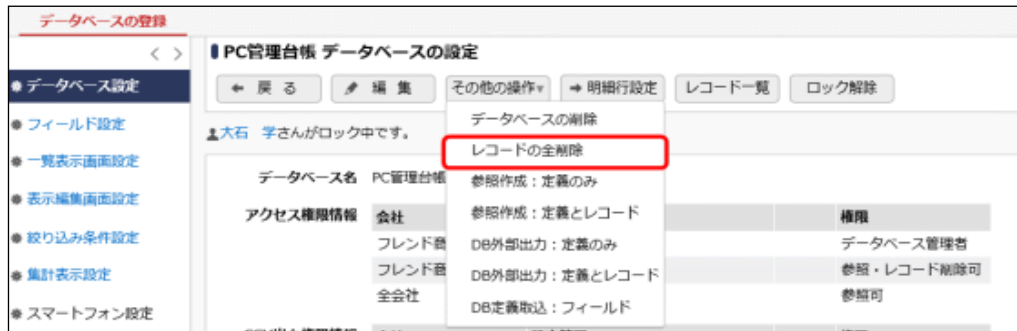 データベースの登録
< >
データベース設定
フィールド設定
一覧表示画面設定
表示編集画面設定
絞り込み条件設定
集計表示設定
スマートフォン設定
PC管理台帳 データベースの設定
戻 る 編 集 その他の操作▼ 明細行設定 レコード一覧 ロック解除
大石 学さんがロック中です。
データベースの削除
レコードの全削除
参照作成：定義のみ
参照作成：定義とレコード
DB外部出力：定義のみ
DB外部出力：定義とレコード
DB定義取込：フィールド
データベース名 PC管理台帳
アクセス権限情報 会社 権限
フレンド商 データベース管理者
フレンド商 参照・レコード削除可
全会社 参照可